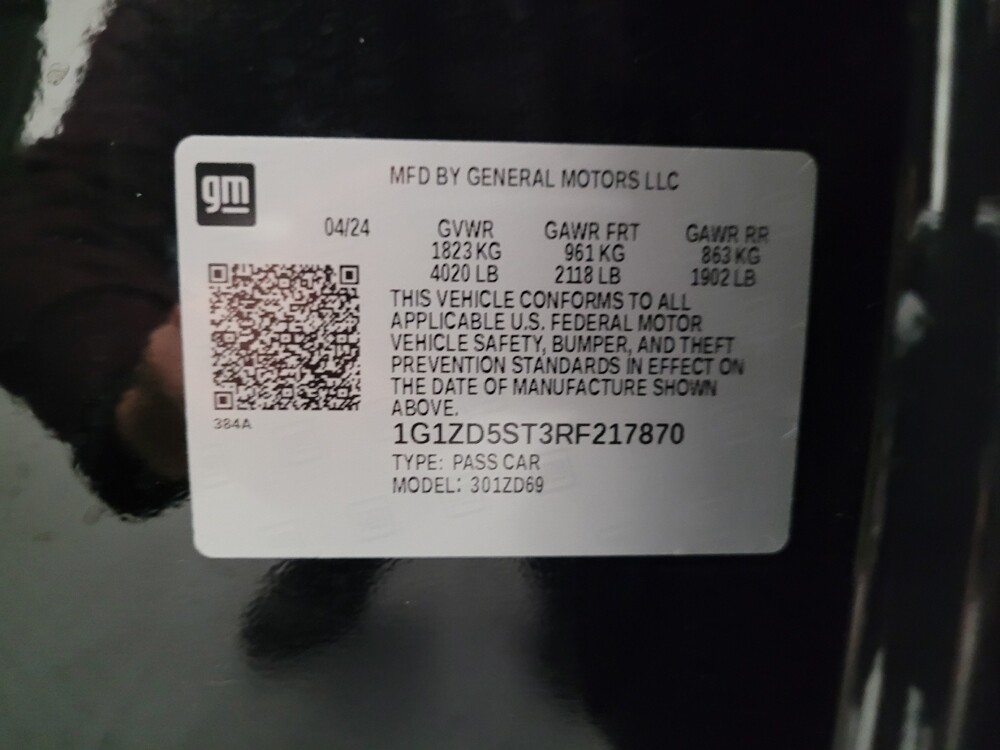 gm
MFD BY GENERAL MOTORS LLC
04/24
GVWR GAWR FRT GAWR RR
1823 KG 961 KG 863 KG
4020 LB 2118 LB 1902 LB
THIS VEHICLE CONFORMS TO ALL
APPLICABLE U.S. FEDERAL MOTOR
VEHICLE SAFETY, BUMPER, AND THEFT
PREVENTION STANDARDS IN EFFECT ON
THE DATE OF MANUFACTURE SHOWN
ABOVE.
384A
1G1ZD5ST3RF217870
TYPE: PASS CAR
MODEL: 301ZD69